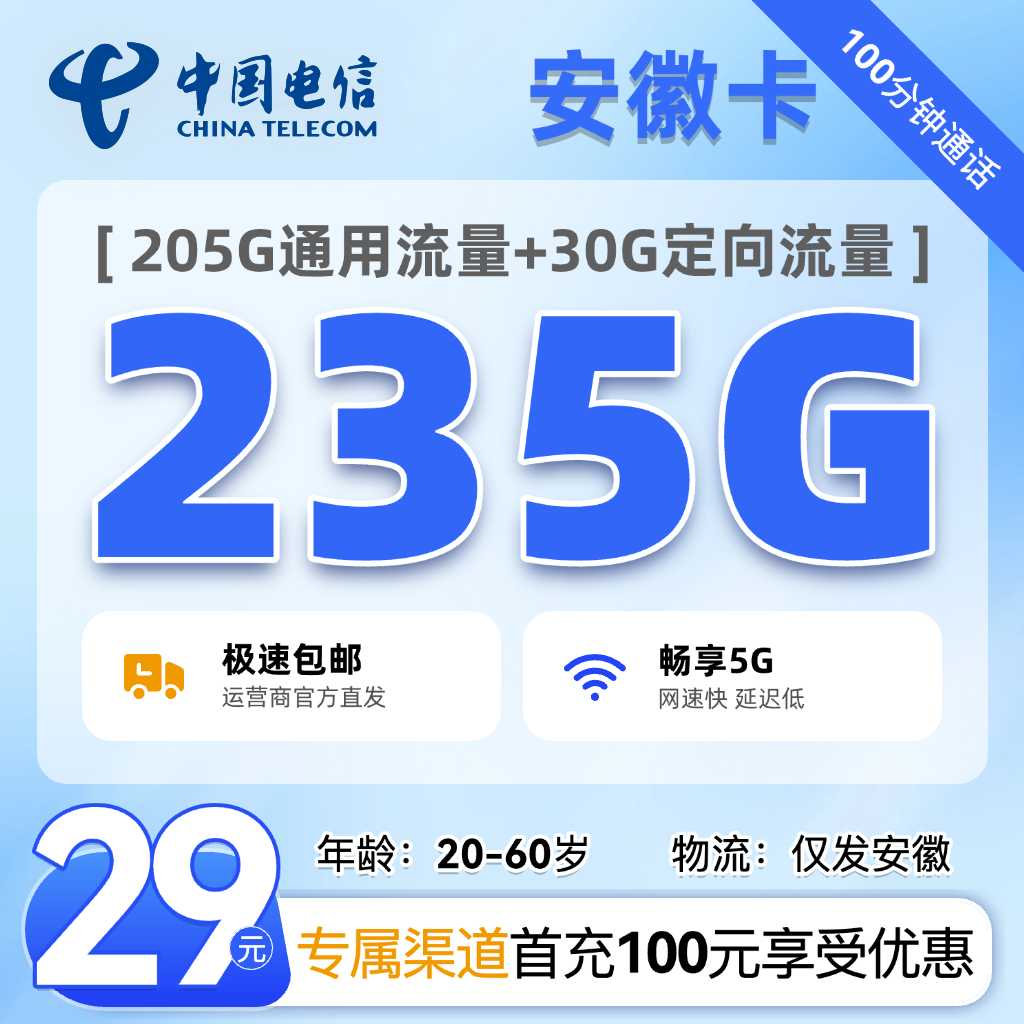 中国电信
CHINA TELECOM
安徽卡
100分钟通话
[ 205G通用流量+30G定向流量 ]
235G
极速包邮
运营商官方直发
畅享5G
网速快 延迟低
29元
年龄：20-60岁
物流：仅发安徽
专属渠道首充100元享受优惠